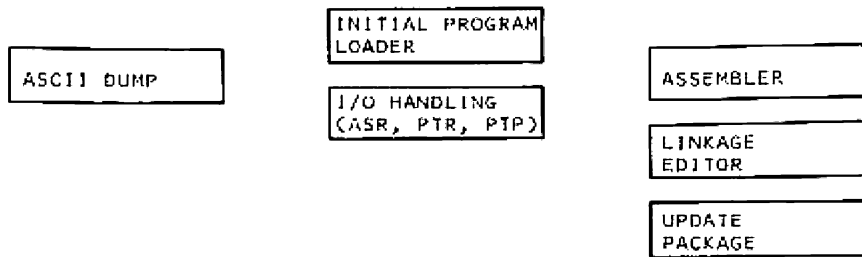 ASCII DUMP
INITIAL PROGRAM
LOADER
I/O HANDLING
(ASR, PTR, PTP)
ASSEMBLER
LINKAGE
EDITOR
UPDATE
PACKAGE